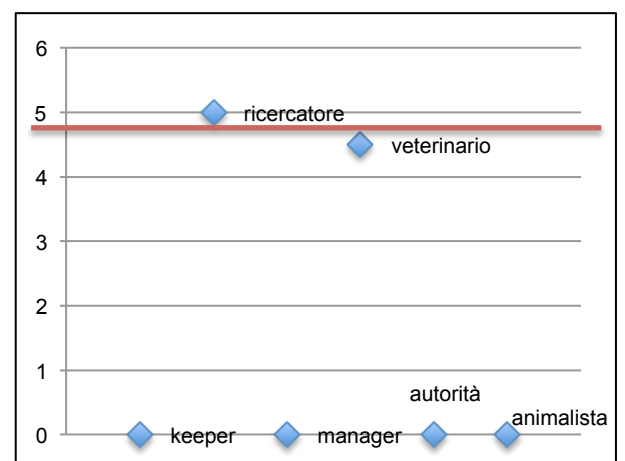 6
5
ricercatore
veterinario
4
3
2
1
autorità
animalista
0
keeper
manager